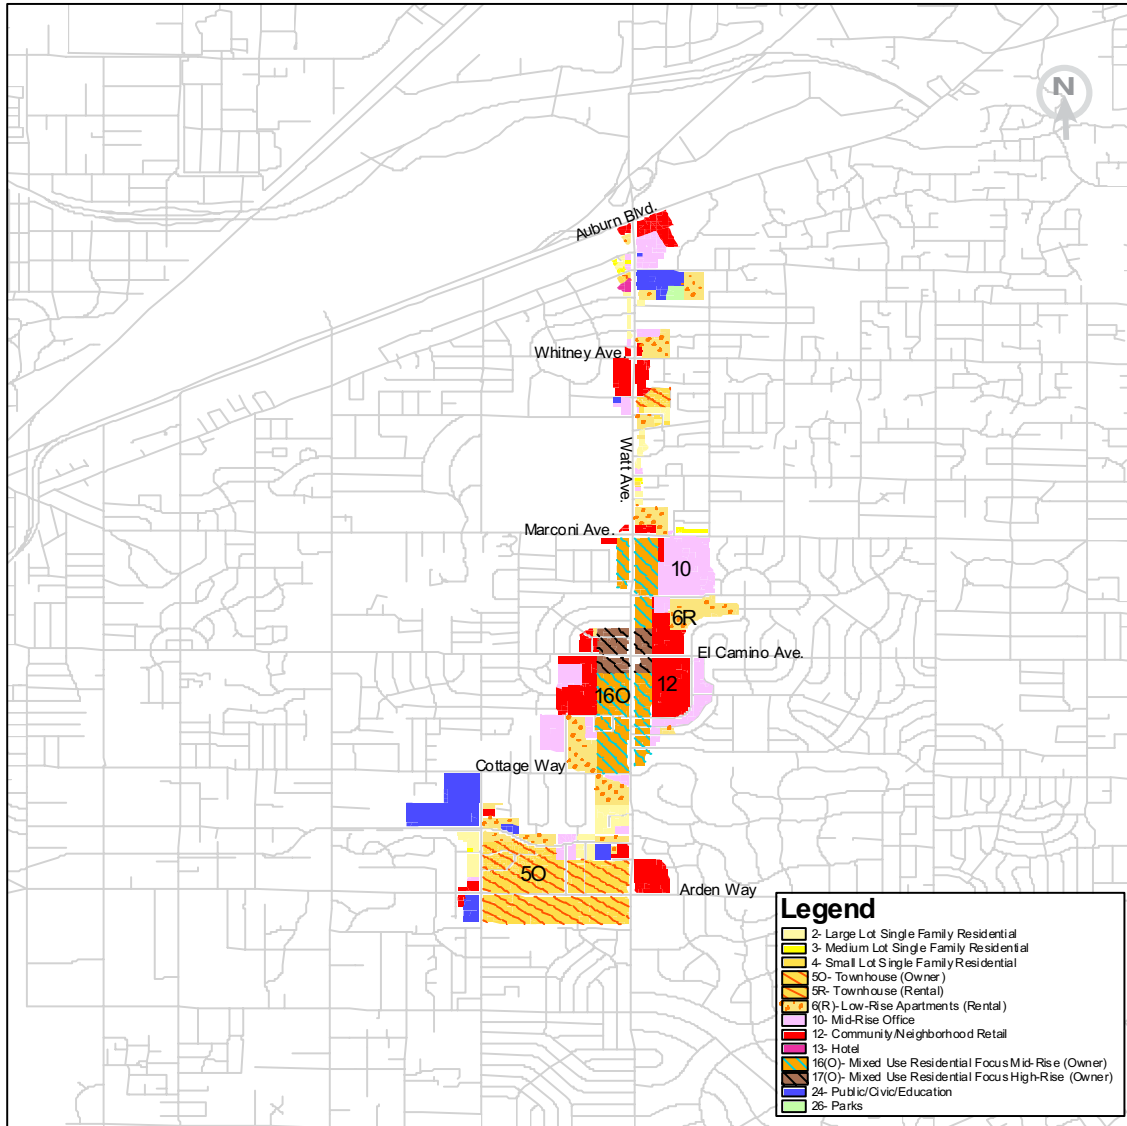 N
Auburn Blvd.
Whitney Ave.
Watt Ave.
Marconi Ave.
10
6R
El Camino Ave.
12
16O
Cottage Way
5O
Arden Way
Legend
2- Large Lot Single Family Residential
3- Medium Lot Single Family Residential
4- Small Lot Single Family Residential
5O- Townhouse (Owner)
5R- Townhouse (Rental)
6(R)- Low-Rise Apartments (Rental)
10- Mid-Rise Office
12- Community/Neighborhood Retail
13- Hotel
16(O)- Mixed Use Residential Focus Mid-Rise (Owner)
17(O)- Mixed Use Residential Focus High-Rise (Owner)
24- Public/Civic/Education
26- Parks